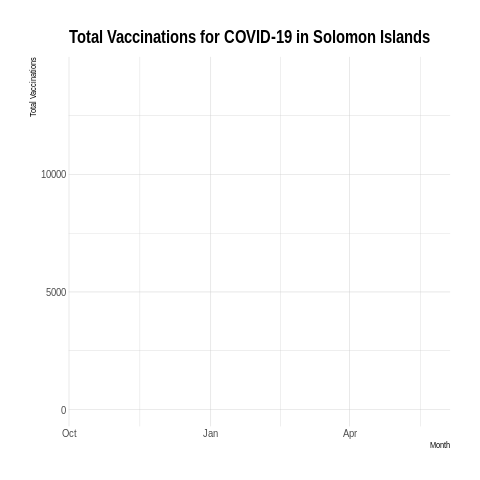 Total Vaccinations for COVID-19 in Solomon Islands
Total Vaccinations
10000
5000
0
Oct
Jan
Apr
Month